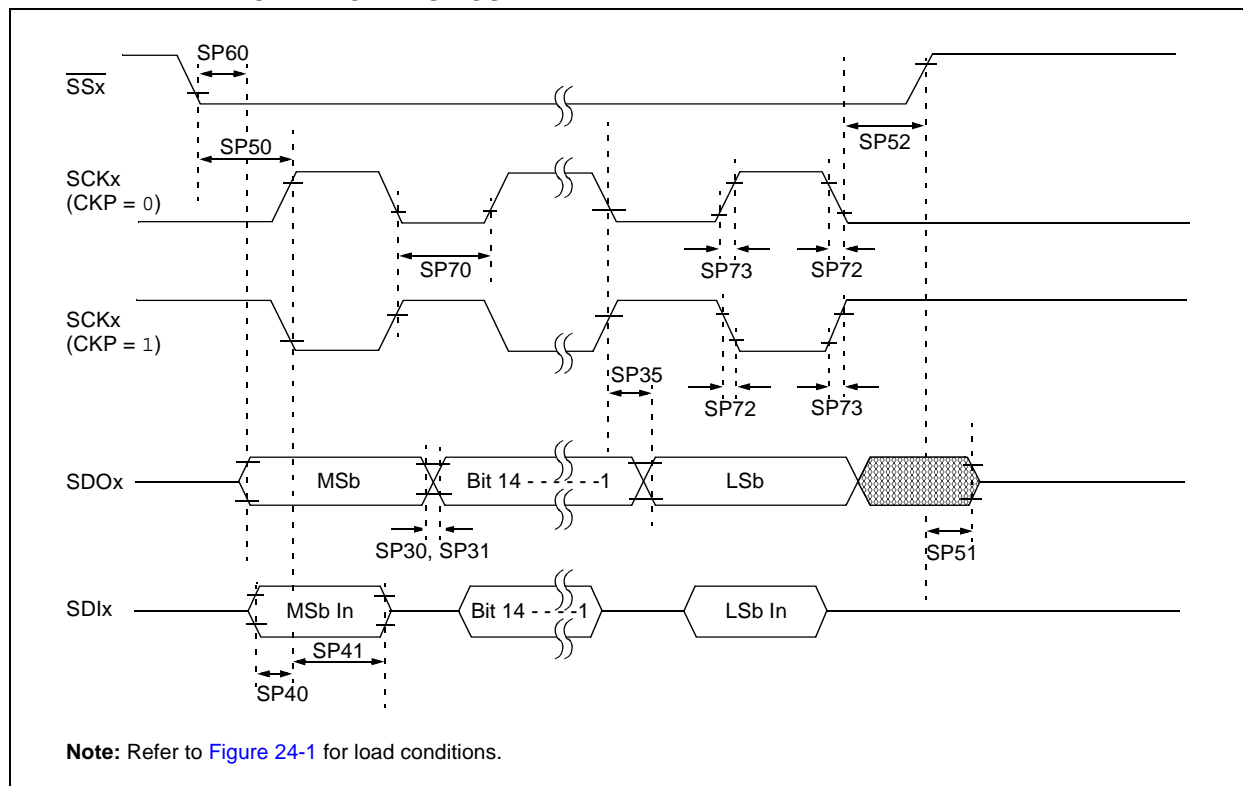 SP60
SSx
SP50
SP52
SCKx
(CKP = 0)
SP70
SP73
SP72
SCKx
(CKP = 1)
SP35
SP72
SP73
SDOx
MSb
Bit 14 - - - - - -1
LSb
SP30, SP31
SP51
SDIx
MSb In
Bit 14 - - - -1
LSb In
SP41
SP40
Note: Refer to Figure 24-1 for load conditions.